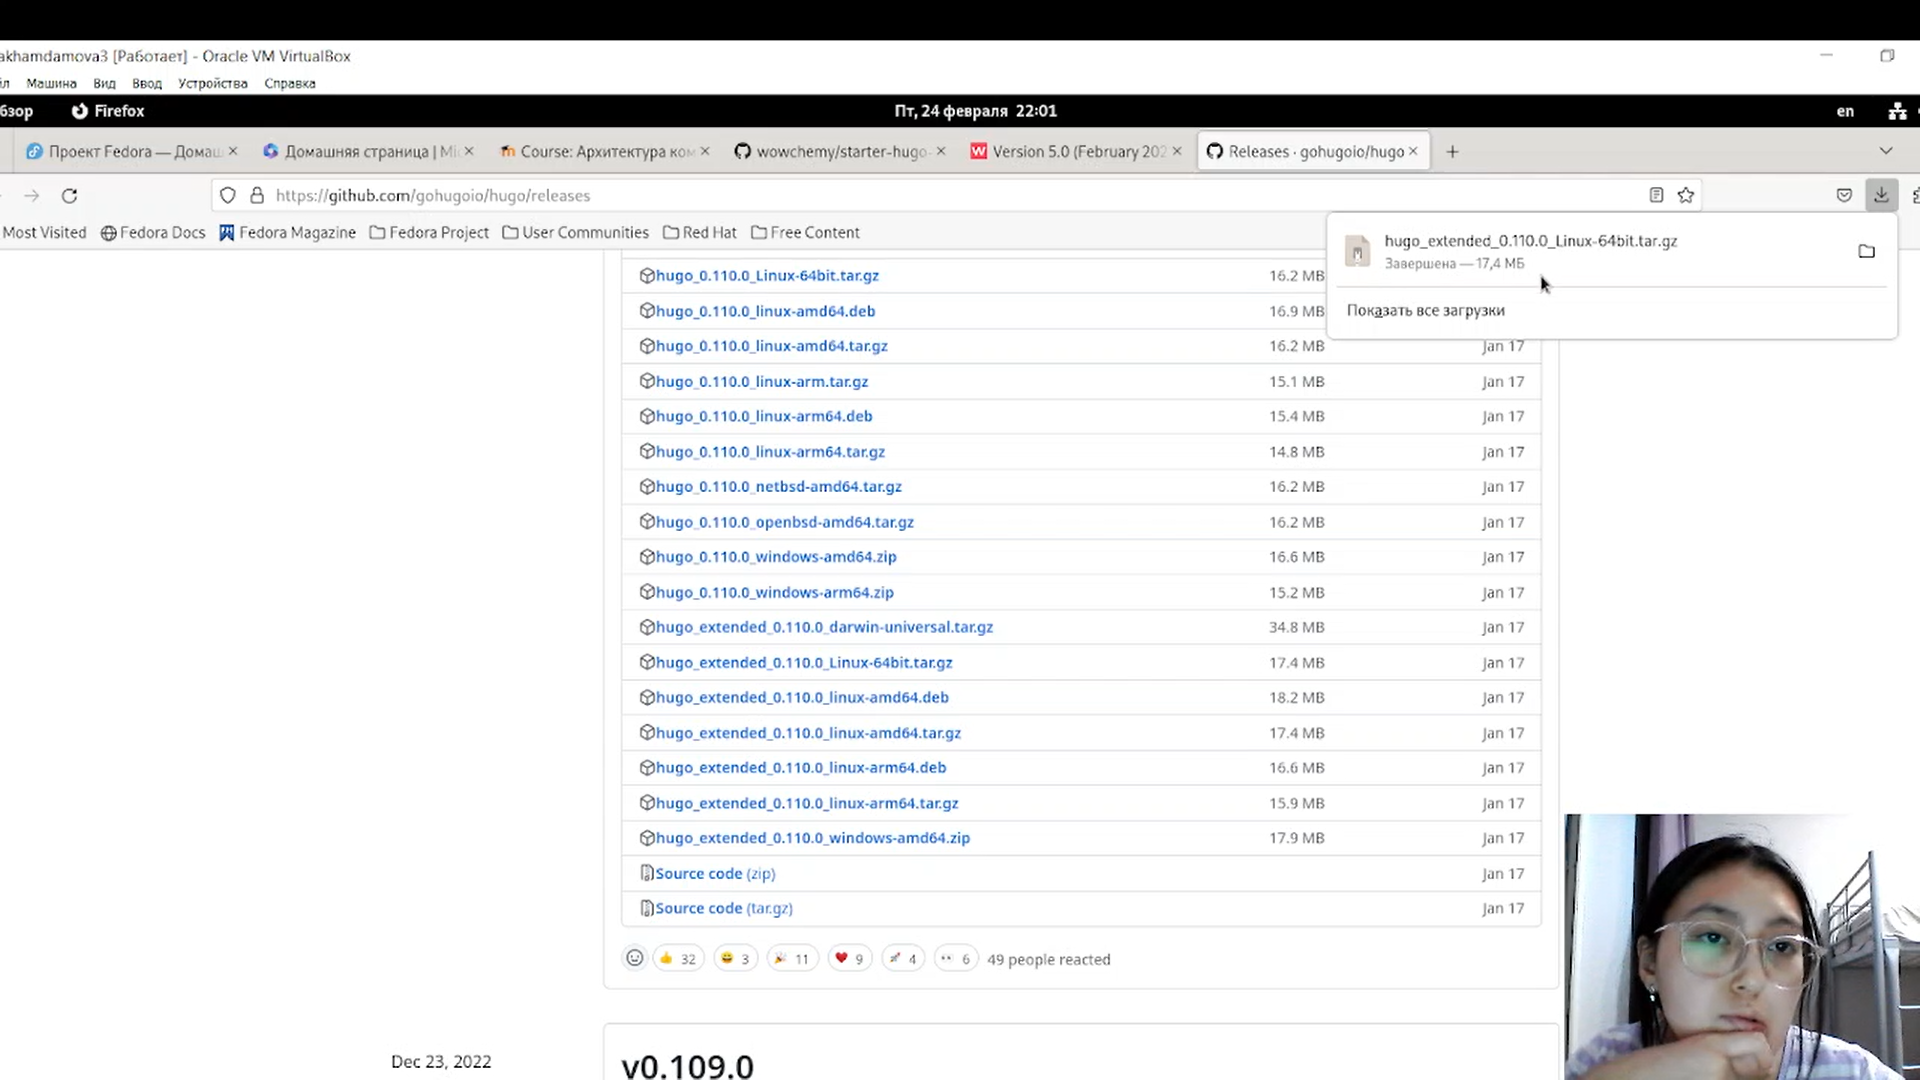 akhamdamova3 [Работает] - Oracle VM VirtualBox
йл Машина Вид Ввод Устройства Справка
бзор Firefox Пт, 24 февраля 22:01 en
Проект Fedora — Домаш Домашняя страница | Mi Course: Архитектура ком wowchemy/starter-hugo- Version 5.0 (February 202 Releases · gohugoio/hugo
https://github.com/gohugoio/hugo/releases
Most Visited Fedora Docs Fedora Magazine Fedora Project User Communities Red Hat Free Content
hugo_extended_0.110.0_Linux-64bit.tar.gz
Завершена — 17,4 МБ
Показать все загрузки
hugo_0.110.0_Linux-64bit.tar.gz 16.2 MB
hugo_0.110.0_linux-amd64.deb 16.9 MB
hugo_0.110.0_linux-amd64.tar.gz 16.2 MB Jan 17
hugo_0.110.0_linux-arm.tar.gz 15.1 MB Jan 17
hugo_0.110.0_linux-arm64.deb 15.4 MB Jan 17
hugo_0.110.0_linux-arm64.tar.gz 14.8 MB Jan 17
hugo_0.110.0_netbsd-amd64.tar.gz 16.2 MB Jan 17
hugo_0.110.0_openbsd-amd64.tar.gz 16.2 MB Jan 17
hugo_0.110.0_windows-amd64.zip 16.6 MB Jan 17
hugo_0.110.0_windows-arm64.zip 15.2 MB Jan 17
hugo_extended_0.110.0_darwin-universal.tar.gz 34.8 MB Jan 17
hugo_extended_0.110.0_Linux-64bit.tar.gz 17.4 MB Jan 17
hugo_extended_0.110.0_linux-amd64.deb 18.2 MB Jan 17
hugo_extended_0.110.0_linux-amd64.tar.gz 17.4 MB Jan 17
hugo_extended_0.110.0_linux-arm64.deb 16.6 MB Jan 17
hugo_extended_0.110.0_linux-arm64.tar.gz 15.9 MB Jan 17
hugo_extended_0.110.0_windows-amd64.zip 17.9 MB Jan 17
Source code (zip) Jan 17
Source code (tar.gz) Jan 17
32 3 11 9 4 6 49 people reacted
Dec 23, 2022 v0.109.0